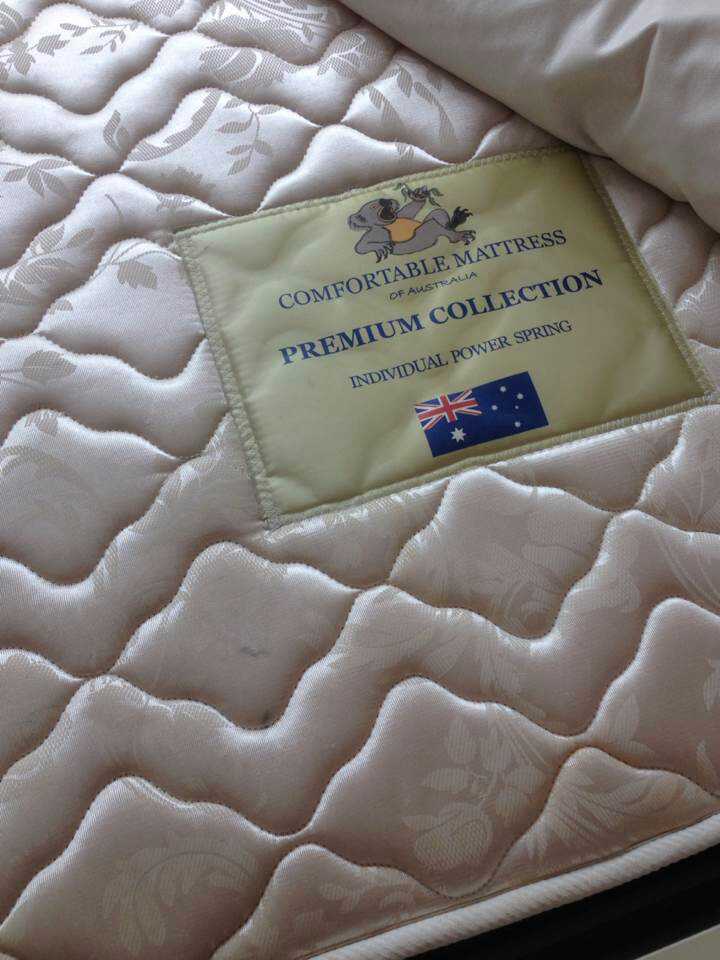 COMFORTABLE MATTRESS
OF AUSTRALIA
PREMIUM COLLECTION
INDIVIDUAL POWER SPRING